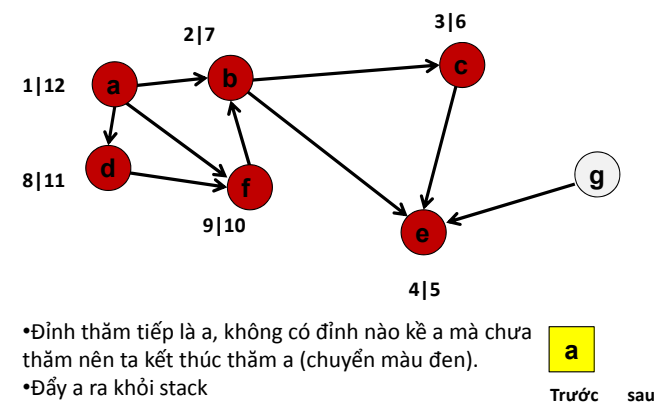 3|6
2|7
c
b
1|12
a
d
g
f
8|11
9|10
e
4|5
•Đỉnh thăm tiếp là a, không có đỉnh nào kề a mà chưa
thăm nên ta kết thúc thăm a (chuyển màu đen).
•Đẩy a ra khỏi stack
a
Trước sau